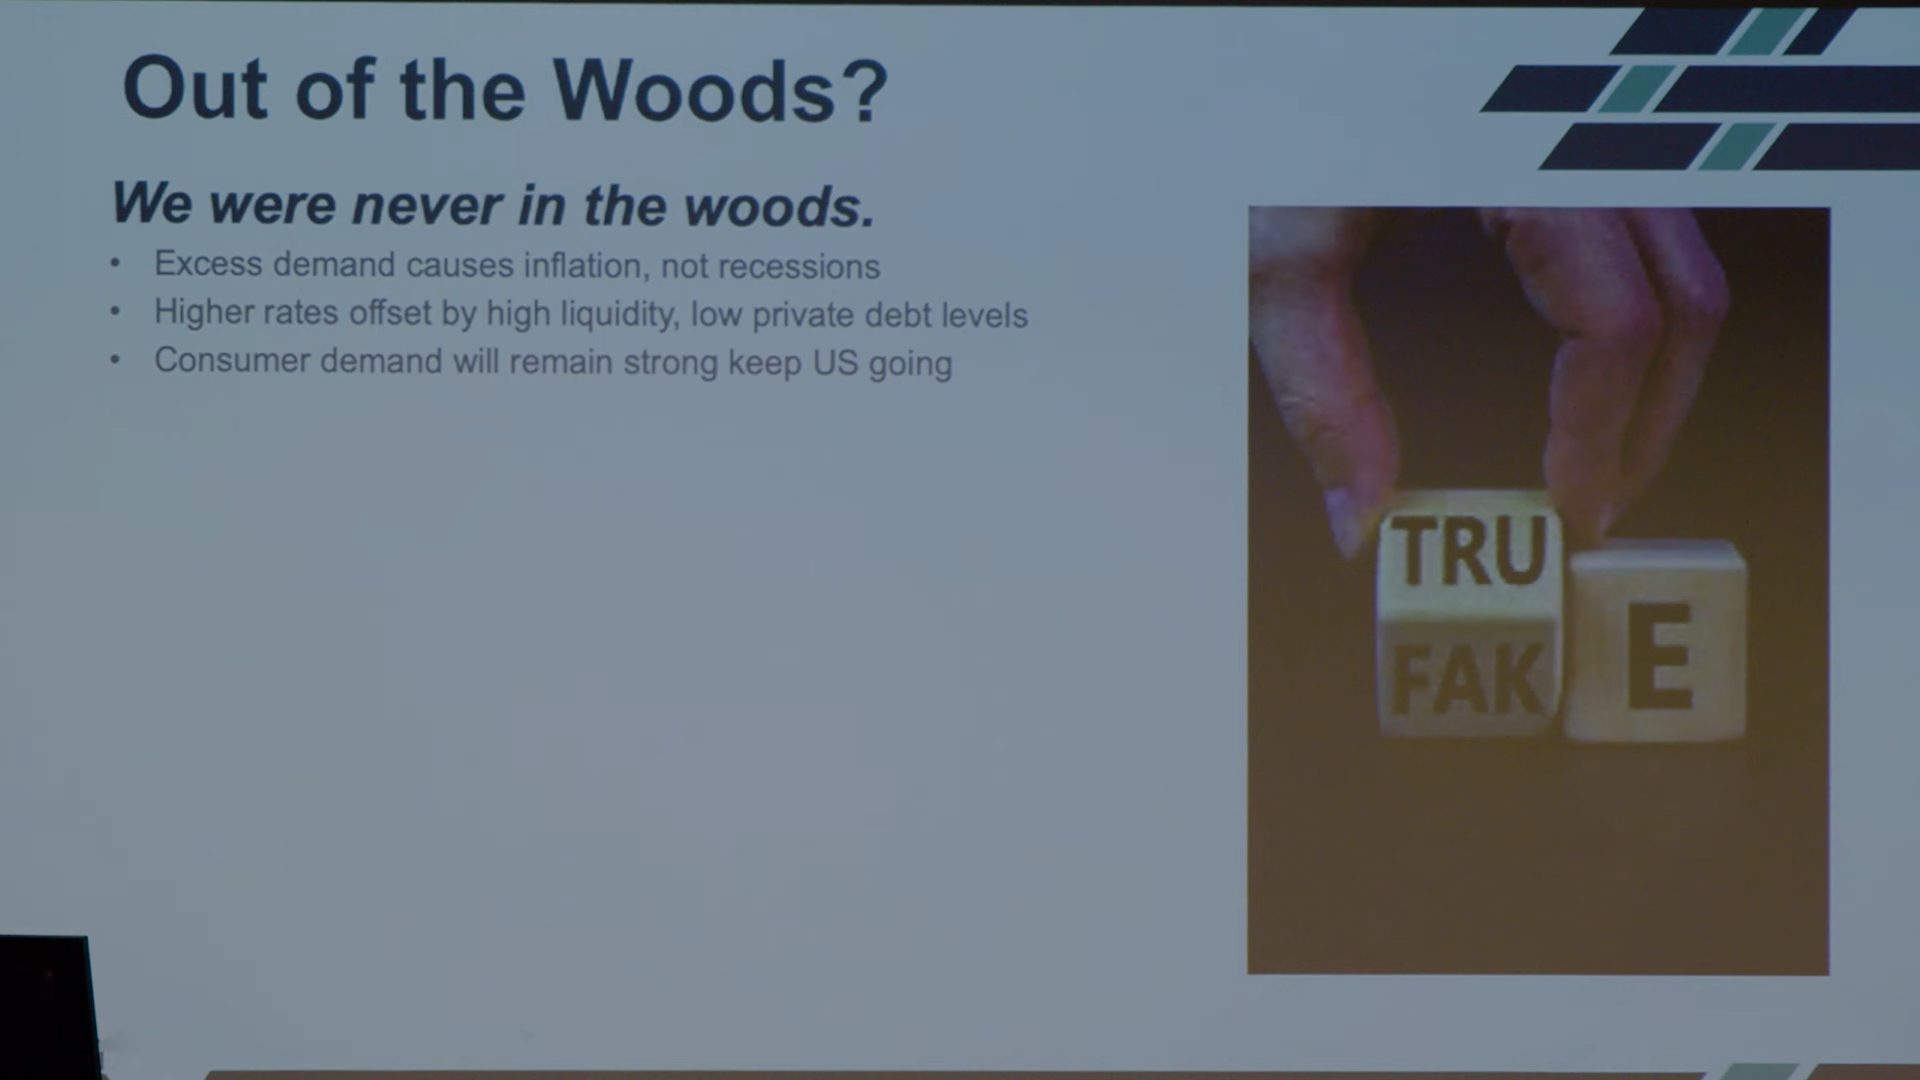 Out of the Woods?
We were never in the woods.
• Excess demand causes inflation, not recessions
• Higher rates offset by high liquidity, low private debt levels
• Consumer demand will remain strong keep US going
TRU
FAK
E